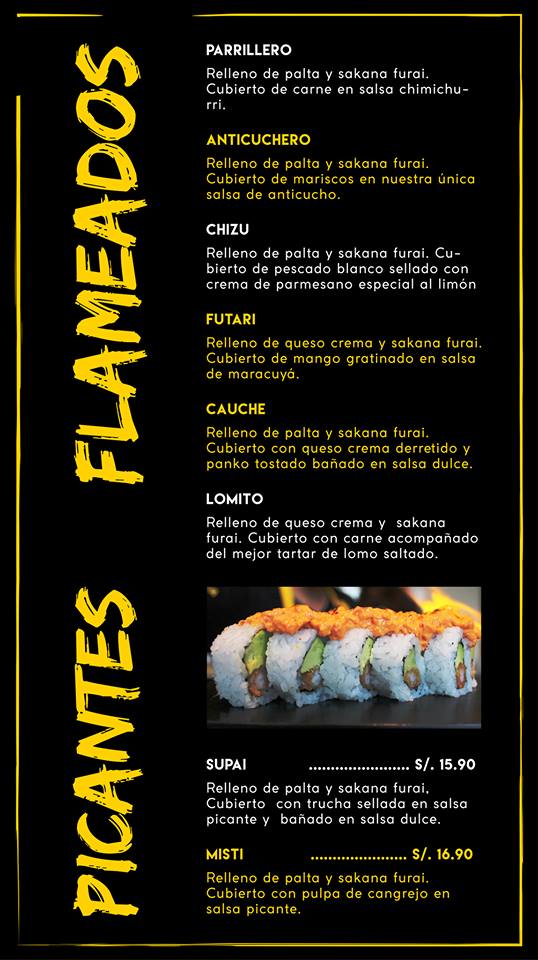 FLAMEADOS
PARRILLERO
Relleno de palta y sakana furai.
Cubierto de carne en salsa chimichu-
rri.
ANTICUCHERO
Relleno de palta y sakana furai.
Cubierto de mariscos en nuestra única
salsa de anticucho.
CHIZU
Relleno de palta y sakana furai. Cu-
bierto de pescado blanco sellado con
crema de parmesano especial al limón
FUTARI
Relleno de queso crema y sakana furai.
Cubierto de mango gratinado en salsa
de maracuyá.
CAUCHE
Relleno de palta y sakana furai.
Cubierto con queso crema derretido y
panko tostado bañado en salsa dulce.
LOMITO
Relleno de queso crema y sakana
furai. Cubierto con carne acompañado
del mejor tartar de lomo saltado.
PICANTES
SUPAI ....................... S/. 15.90
Relleno de palta y sakana furai,
Cubierto con trucha sellada en salsa
picante y bañado en salsa dulce.
MISTI ...................... S/. 16.90
Relleno de palta y sakana furai.
Cubierto con pulpa de cangrejo en
salsa picante.